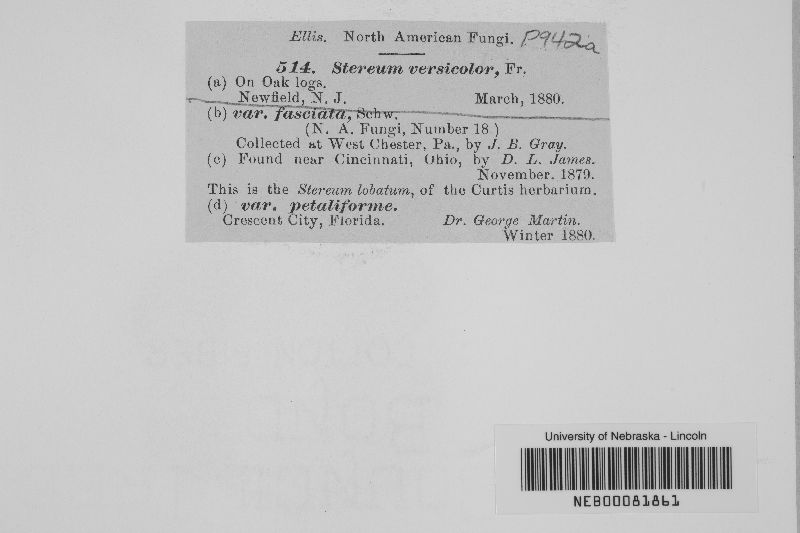 Ellis. North American Fungi. P942a
514. Stereum versicolor, Fr.
(a) On Oak logs.
Newfield, N. J. March, 1880.
(b) var. fasciata, Schw.
(N. A. Fungi, Number 18.)
Collected at West Chester, Pa., by J. B. Gray.
(c) Found near Cincinnati, Ohio, by D. L. James.
November. 1879.
This is the Stereum lobatum, of the Curtis herbarium.
(d) var. petaliforme.
Crescent City, Florida. Dr. George Martin.
Winter 1880.
University of Nebraska - Lincoln
NEB00081861